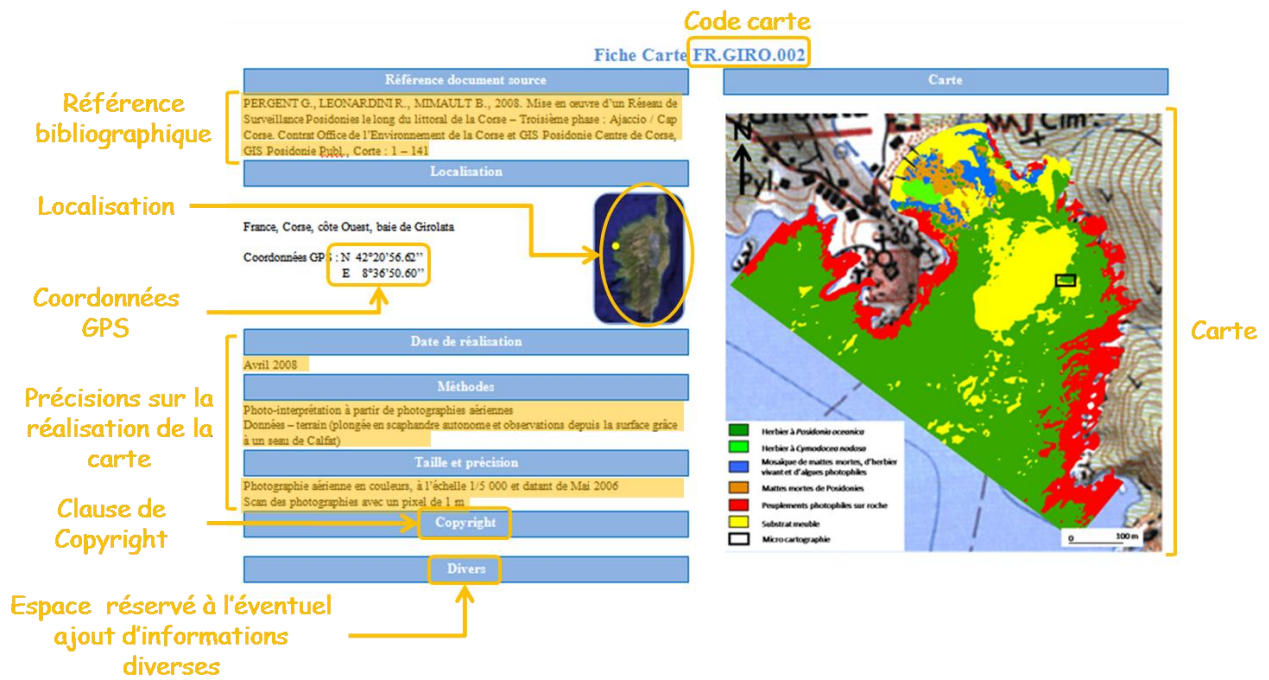 Code carte
Fiche Carte FR.GIRO.002
Référence document source
Carte
Référence
bibliographique
PERGENT G., LEONARDINI R., MIMAULT B., 2008. Mise en œuvre d'un Réseau de
Surveillance Posidonies le long du littoral de la Corse – Troisième phase : Ajaccio / Cap
Corse. Contrat Office de l'Environnement de la Corse et GIS Posidonie Centre de Corse,
GIS Posidonie Publ., Corte : 1 – 141
Localisation
Localisation
France, Corse, côte Ouest, baie de Girolata
Coordonnées GPS : N 42°20'56.62''
E 8°36'50.60''
Coordonnées
GPS
Date de réalisation
Avril 2008
Méthodes
Précisions sur la
réalisation de la
carte
Photo-interprétation à partir de photographies aériennes
Données – terrain (plongée en scaphandre autonome et observations depuis la surface grâce
à un seau de Calfat)
Taille et précision
Photographie aérienne en couleurs, à l'échelle 1/5 000 et datant de Mai 2006
Scan des photographies avec un pixel de 1 m
Clause de
Copyright
Copyright
Divers
Espace réservé à l'éventuel
ajout d'informations
diverses
N
Girolata
Cim.
Pyl.
36
Carte
Herbier à Posidonia oceanica
Herbier à Cymodocea nodosa
Mosaïque de mattes mortes, d'herbier
vivant et d'algues photophiles
Mattes mortes de Posidonies
Peuplements photophiles sur roche
Substrat meuble
Micro cartographie
0 100 m